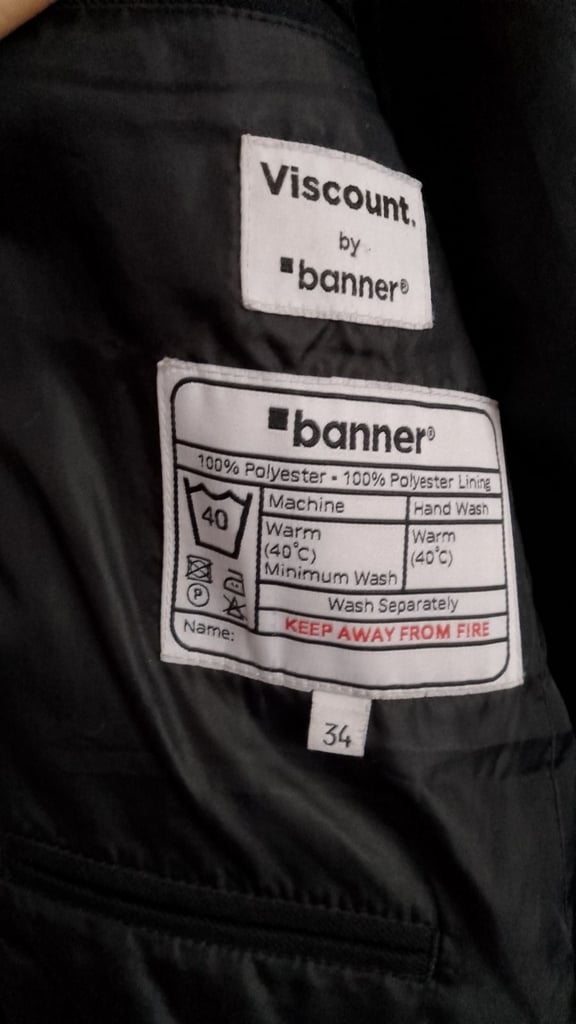 Viscount.
by
banner®
banner®
100% Polyester - 100% Polyester Lining
40
Machine
Hand Wash
Warm
(40°C)
Minimum Wash
Warm
(40°C)
P
Wash Separately
Name:
KEEP AWAY FROM FIRE
34